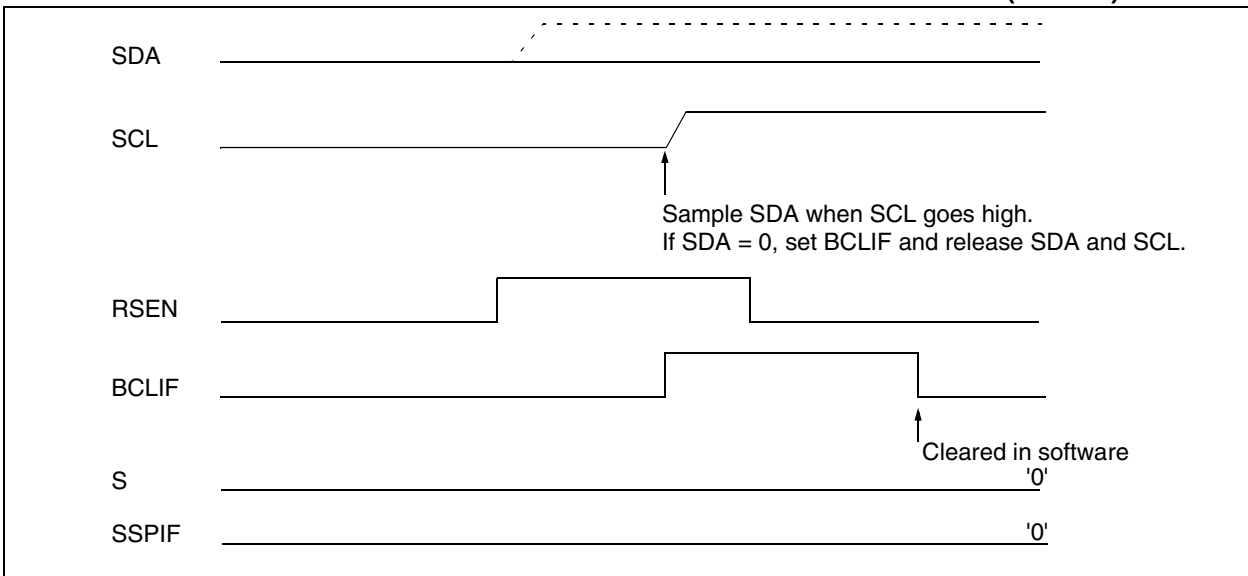 SDA
SCL
Sample SDA when SCL goes high.
If SDA = 0, set BCLIF and release SDA and SCL.
RSEN
BCLIF
Cleared in software
S
'0'
SSPIF
'0'